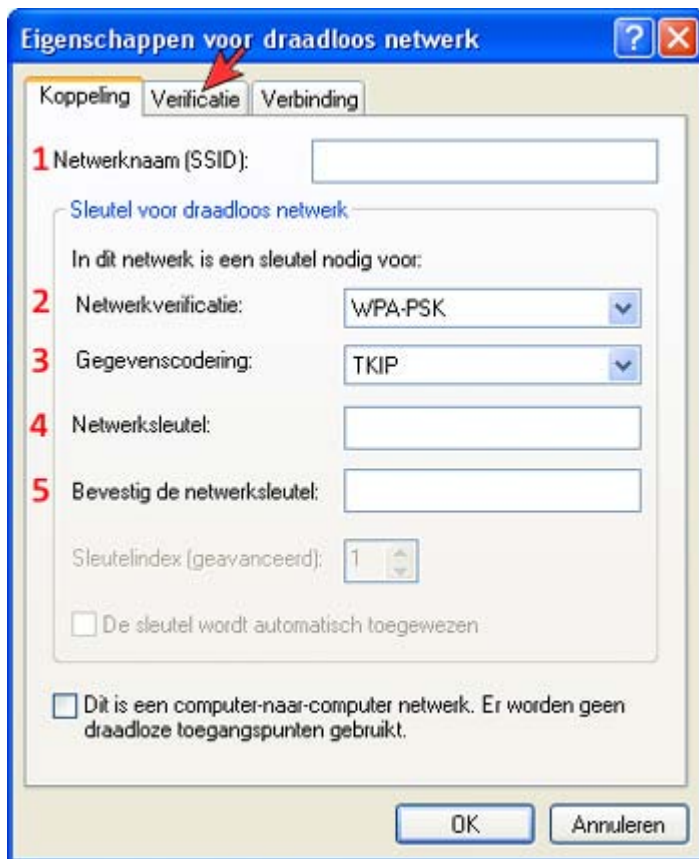 Eigenschappen voor draadloos netwerk
Koppeling Verificatie Verbinding
1 Netwerknaam (SSID):
Sleutel voor draadloos netwerk
In dit netwerk is een sleutel nodig voor:
2 Netwerkverificatie: WPA-PSK
3 Gegevenscodering: TKIP
4 Netwerksleutel:
5 Bevestig de netwerksleutel:
Sleutelindex (geavanceerd): 1
De sleutel wordt automatisch toegewezen
Dit is een computer-naar-computer netwerk. Er worden geen
draadloze toegangspunten gebruikt.
OK Annuleren